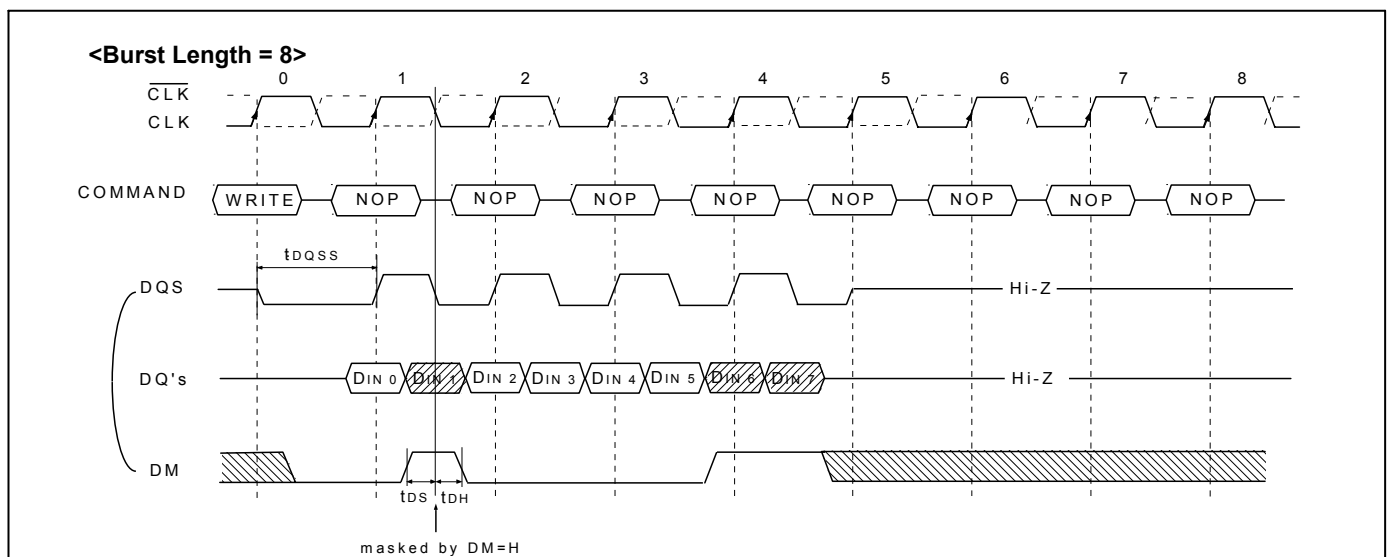 <Burst Length = 8>
0 1 2 3 4 5 6 7 8
CLK
CLK
COMMAND WRITE NOP NOP NOP NOP NOP NOP NOP NOP
tDQSS
DQS Hi-Z
DQ's DIN 0 DIN 1 DIN 2 DIN 3 DIN 4 DIN 5 DIN 6 DIN 7 Hi-Z
DM
tDS tDH
masked by DM=H